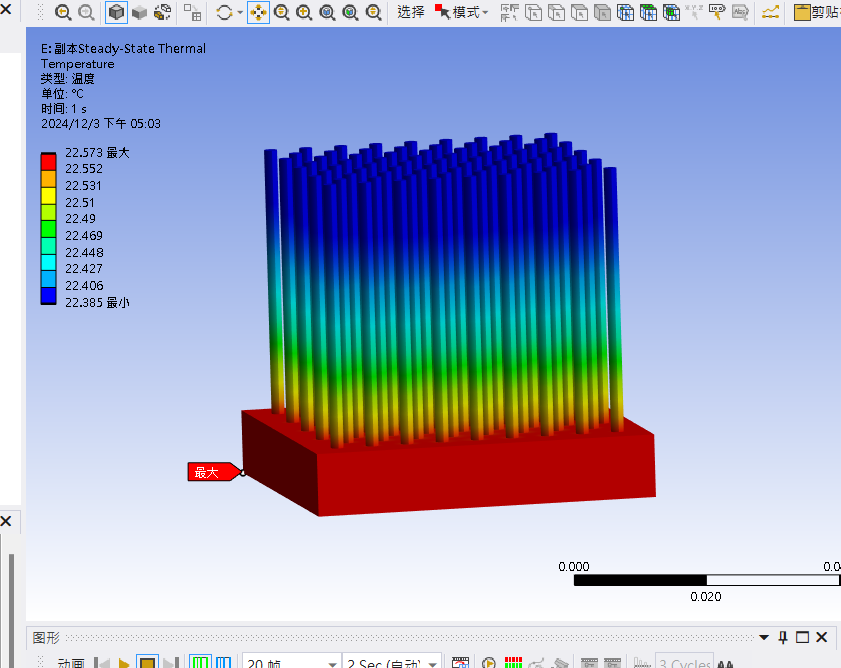 选择 模式 剪贴
E: 副本Steady-State Thermal
Temperature
类型: 温度
单位: °C
时间: 1 s
2024/12/3 下午 05:03
22.573 最大
22.552
22.531
22.51
22.49
22.469
22.448
22.427
22.406
22.385 最小
最大
0.000
0.020
图形
动画 20 帧 2 Sec (自动) 3 Cycles